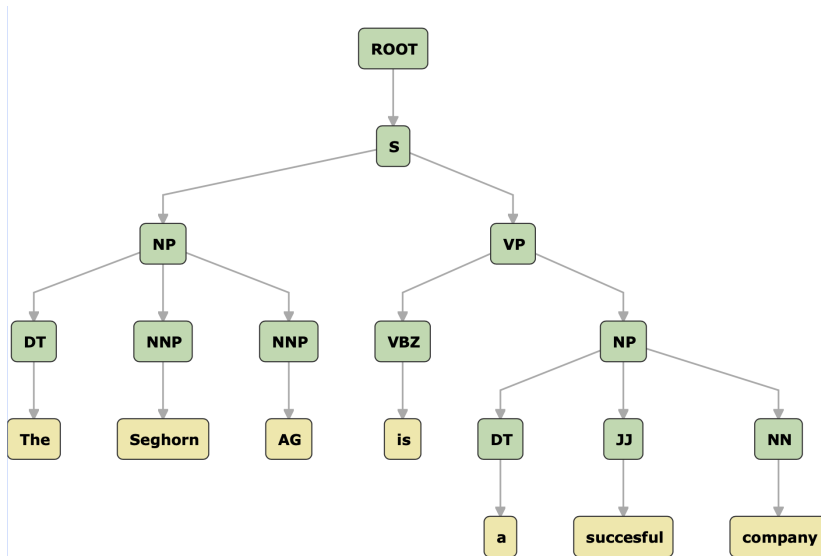 ROOT
S
NP VP
DT NNP NNP VBZ NP
The Seghorn AG is DT JJ NN
a succesful company